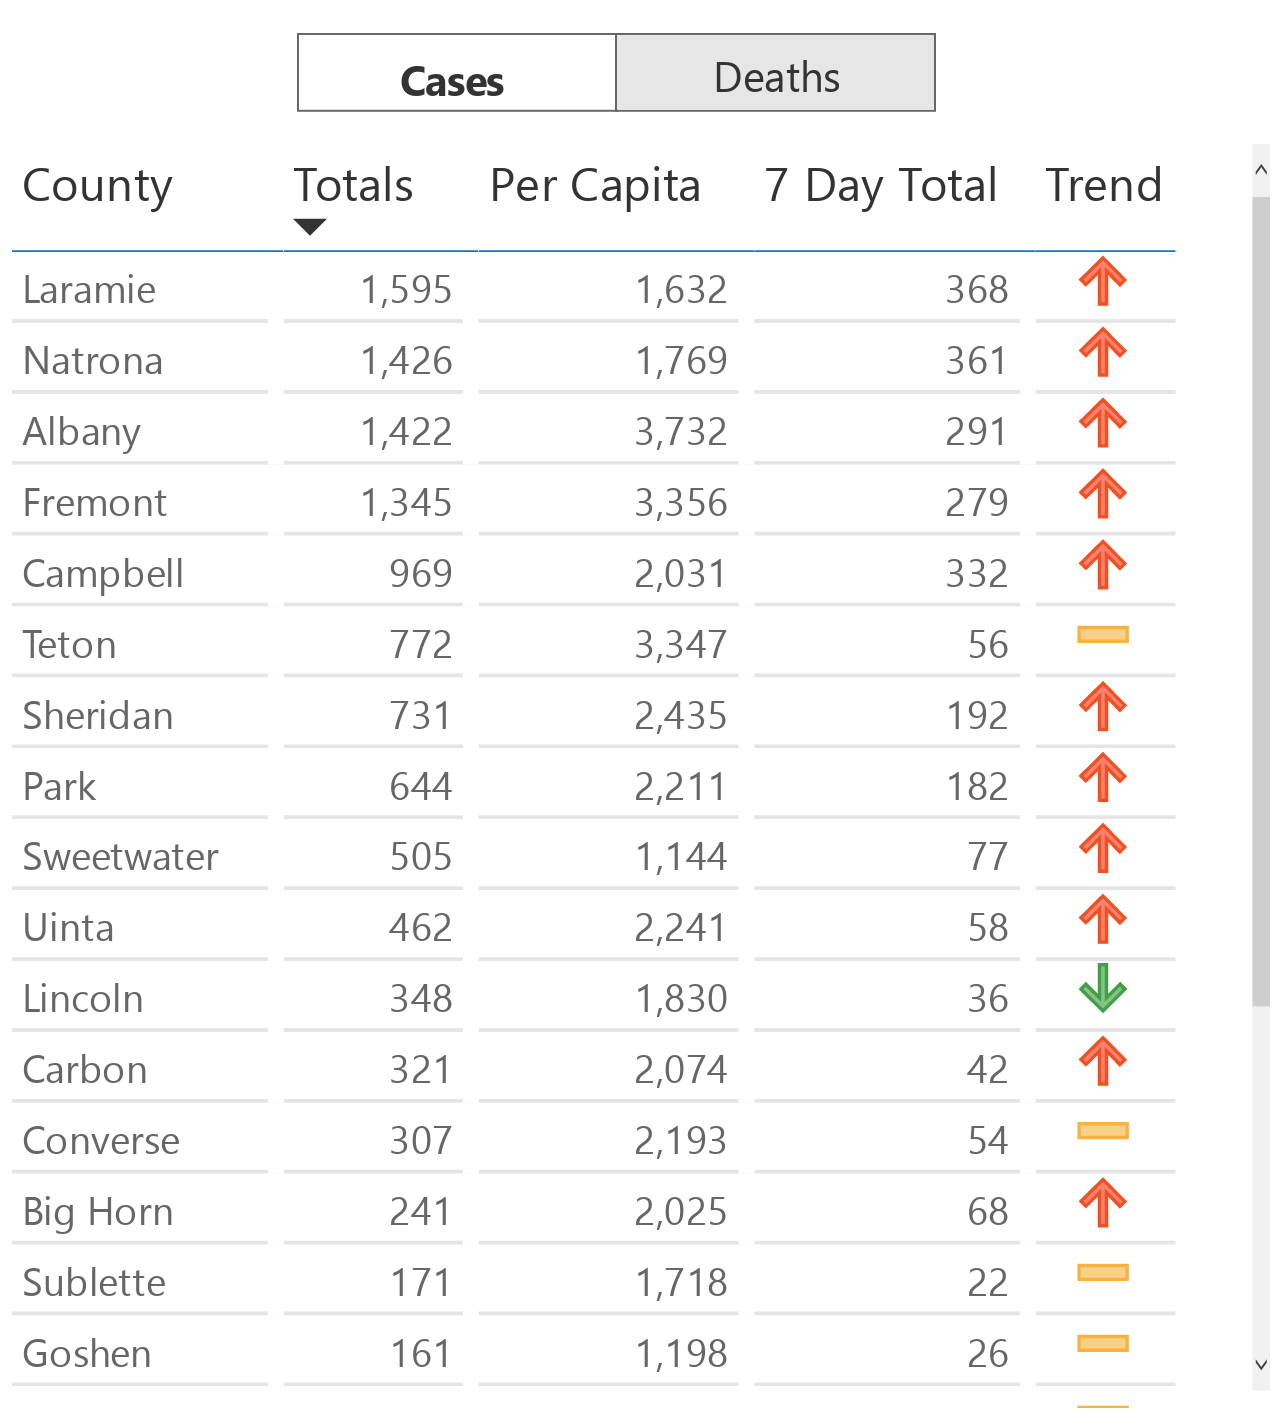 Cases Deaths
County Totals Per Capita 7 Day Total Trend
Laramie 1,595 1,632 368
Natrona 1,426 1,769 361
Albany 1,422 3,732 291
Fremont 1,345 3,356 279
Campbell 969 2,031 332
Teton 772 3,347 56
Sheridan 731 2,435 192
Park 644 2,211 182
Sweetwater 505 1,144 77
Uinta 462 2,241 58
Lincoln 348 1,830 36
Carbon 321 2,074 42
Converse 307 2,193 54
Big Horn 241 2,025 68
Sublette 171 1,718 22
Goshen 161 1,198 26